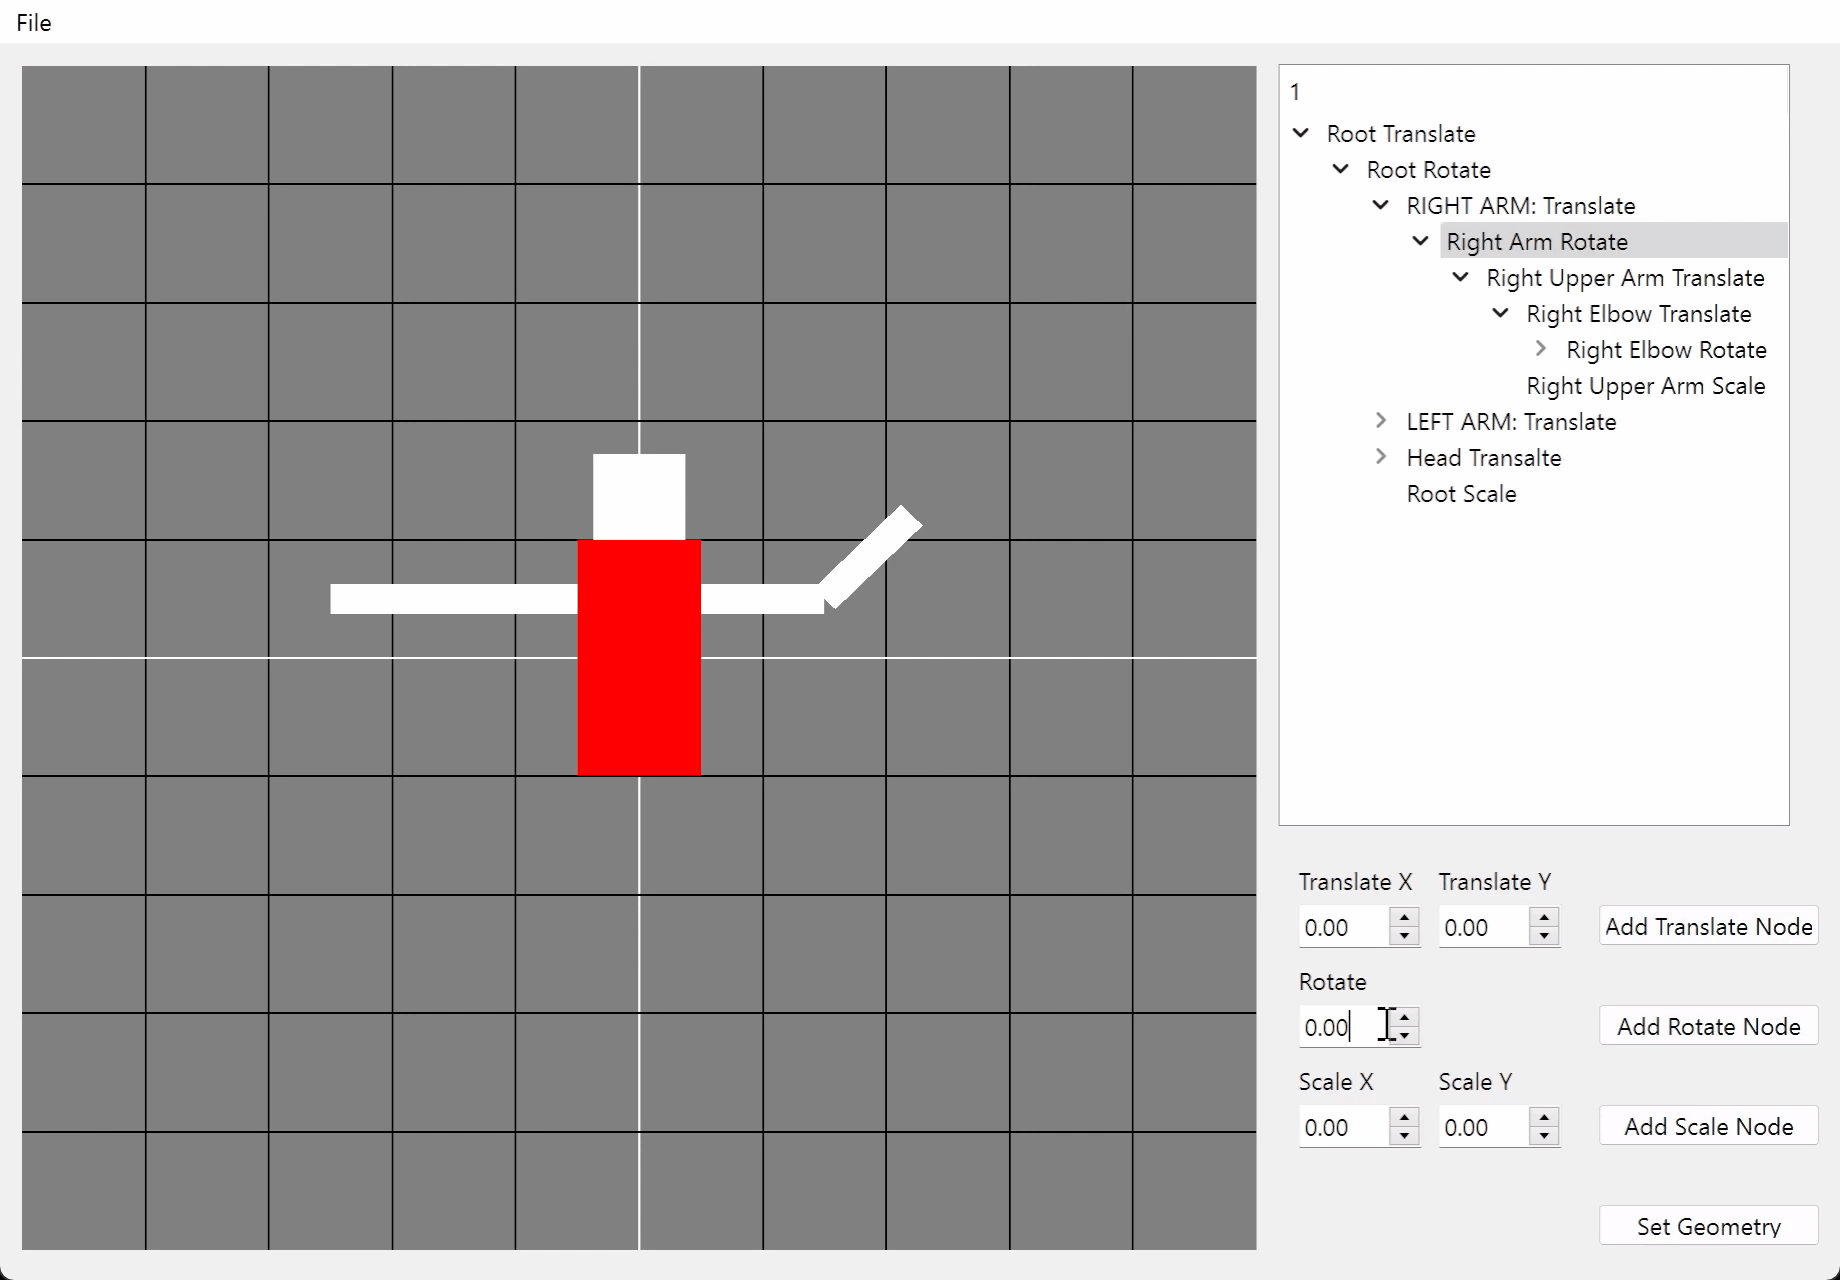 File
1
Root Translate
Root Rotate
RIGHT ARM: Translate
Right Arm Rotate
Right Upper Arm Translate
Right Elbow Translate
Right Elbow Rotate
Right Upper Arm Scale
LEFT ARM: Translate
Head Transalte
Root Scale
Translate X Translate Y
0.00 0.00 Add Translate Node
Rotate
0.00 Add Rotate Node
Scale X Scale Y
0.00 0.00 Add Scale Node
Set Geometry